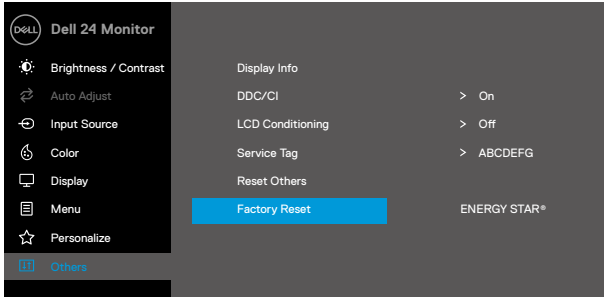 DELL Dell 24 Monitor
Brightness / Contrast Display Info
Auto Adjust DDC/CI > On
Input Source LCD Conditioning > Off
Color Service Tag > ABCDEFG
Display Reset Others
Menu Factory Reset ENERGY STAR®
Personalize
Others